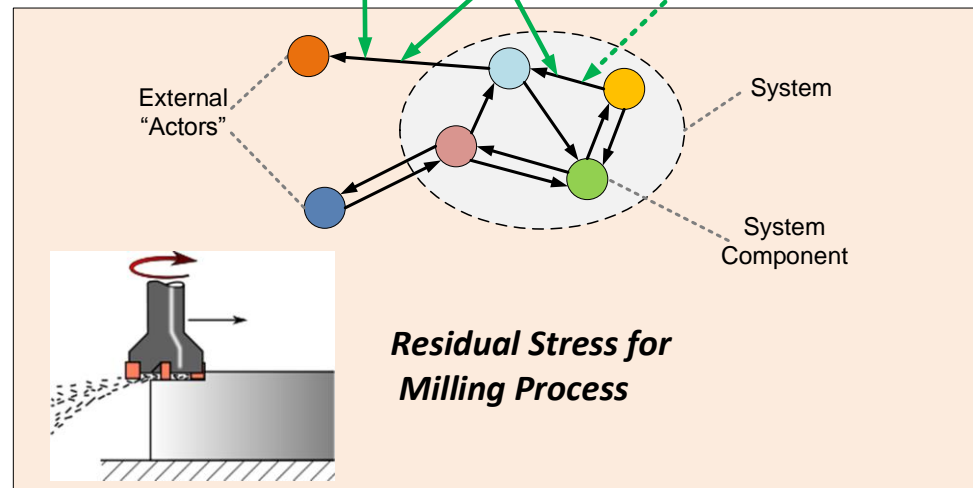 External
“Actors”
System
System
Component
Residual Stress for
Milling Process